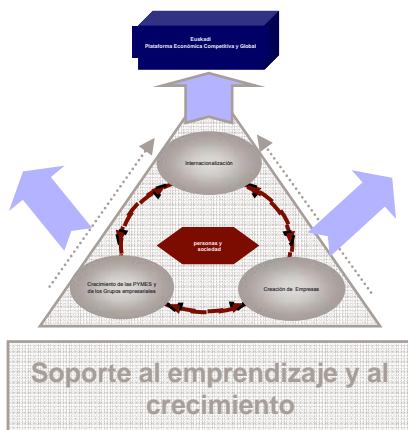 Euskadi
Plataforma Económica Competitiva y Global
Internacionalización
personas y
sociedad
Crecimiento de las PYMES y
de los Grupos empresariales
Creación de Empresas
Soporte al emprendizaje y al
crecimiento